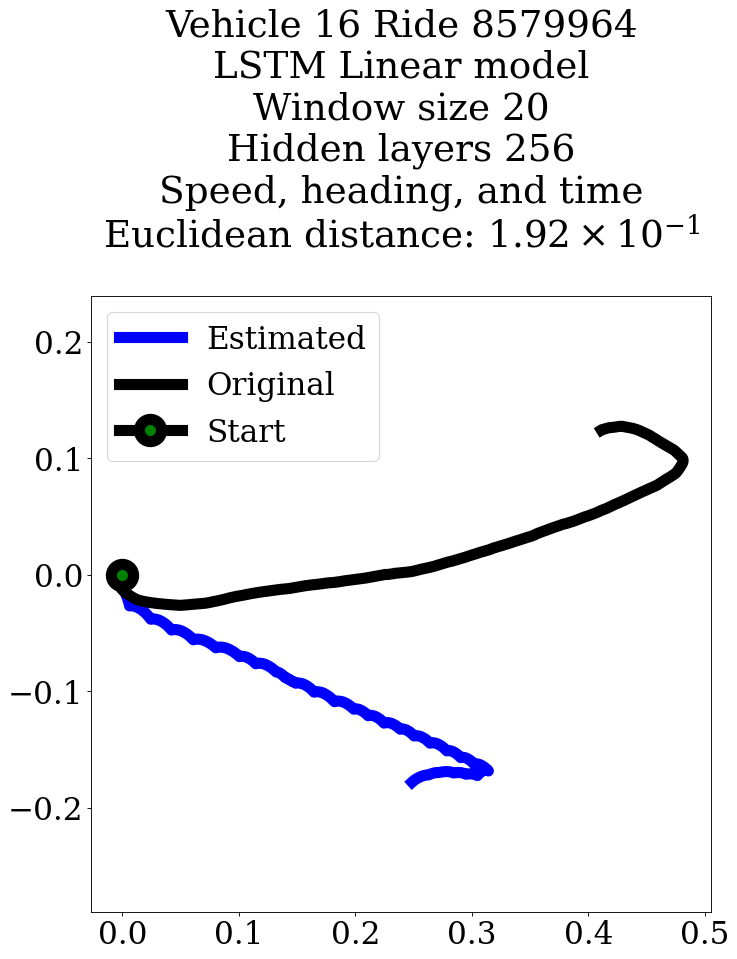 Vehicle 16 Ride 8579964
LSTM Linear model
Window size 20
Hidden layers 256
Speed, heading, and time
Euclidean distance: 1.92 × 10⁻¹
Estimated
Original
Start
0.2
0.1
0.0
−0.1
−0.2
0.0 0.1 0.2 0.3 0.4 0.5